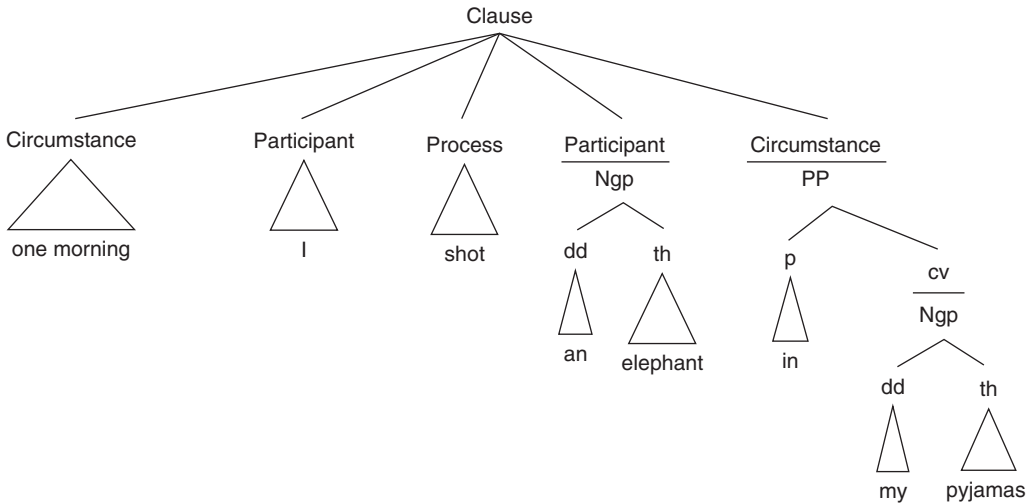 Clause
Circumstance Participant Process Participant Circumstance
Ngp PP
one morning I shot dd th p cv
Ngp
an elephant in
dd th
my pyjamas